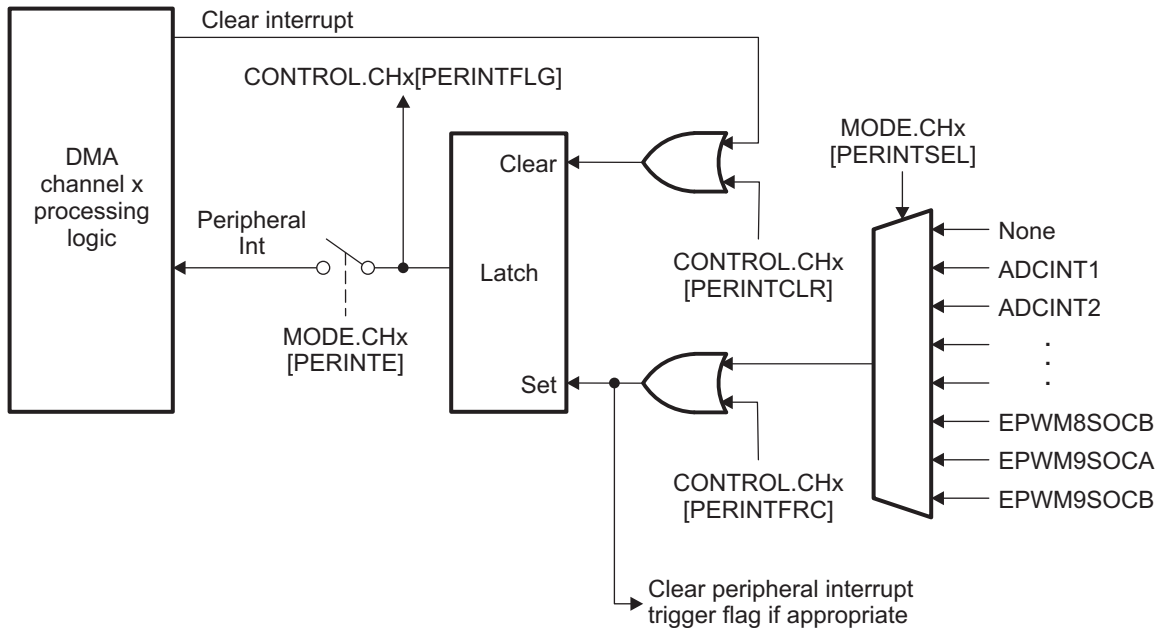 Clear interrupt
CONTROL.CHx[PERINTFLG]
DMA
channel x
processing
logic
Clear
MODE.CHx
[PERINTSEL]
Peripheral
Int
Latch
CONTROL.CHx
[PERINTCLR]
None
ADCINT1
ADCINT2
.
.
.
MODE.CHx
[PERINTE]
Set
EPWM8SOCB
EPWM9SOCA
EPWM9SOCB
CONTROL.CHx
[PERINTFRC]
Clear peripheral interrupt
trigger flag if appropriate